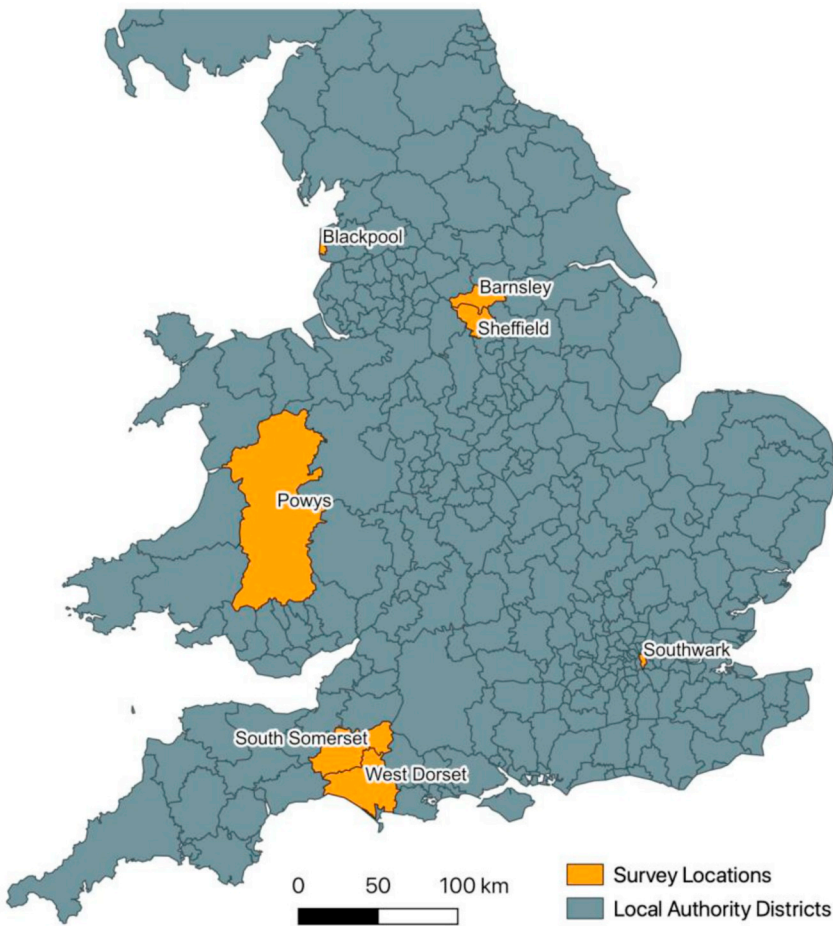 Blackpool
Barnsley
Sheffield
Powys
Southwark
South Somerset
West Dorset
0 50 100 km
Survey Locations
Local Authority Districts